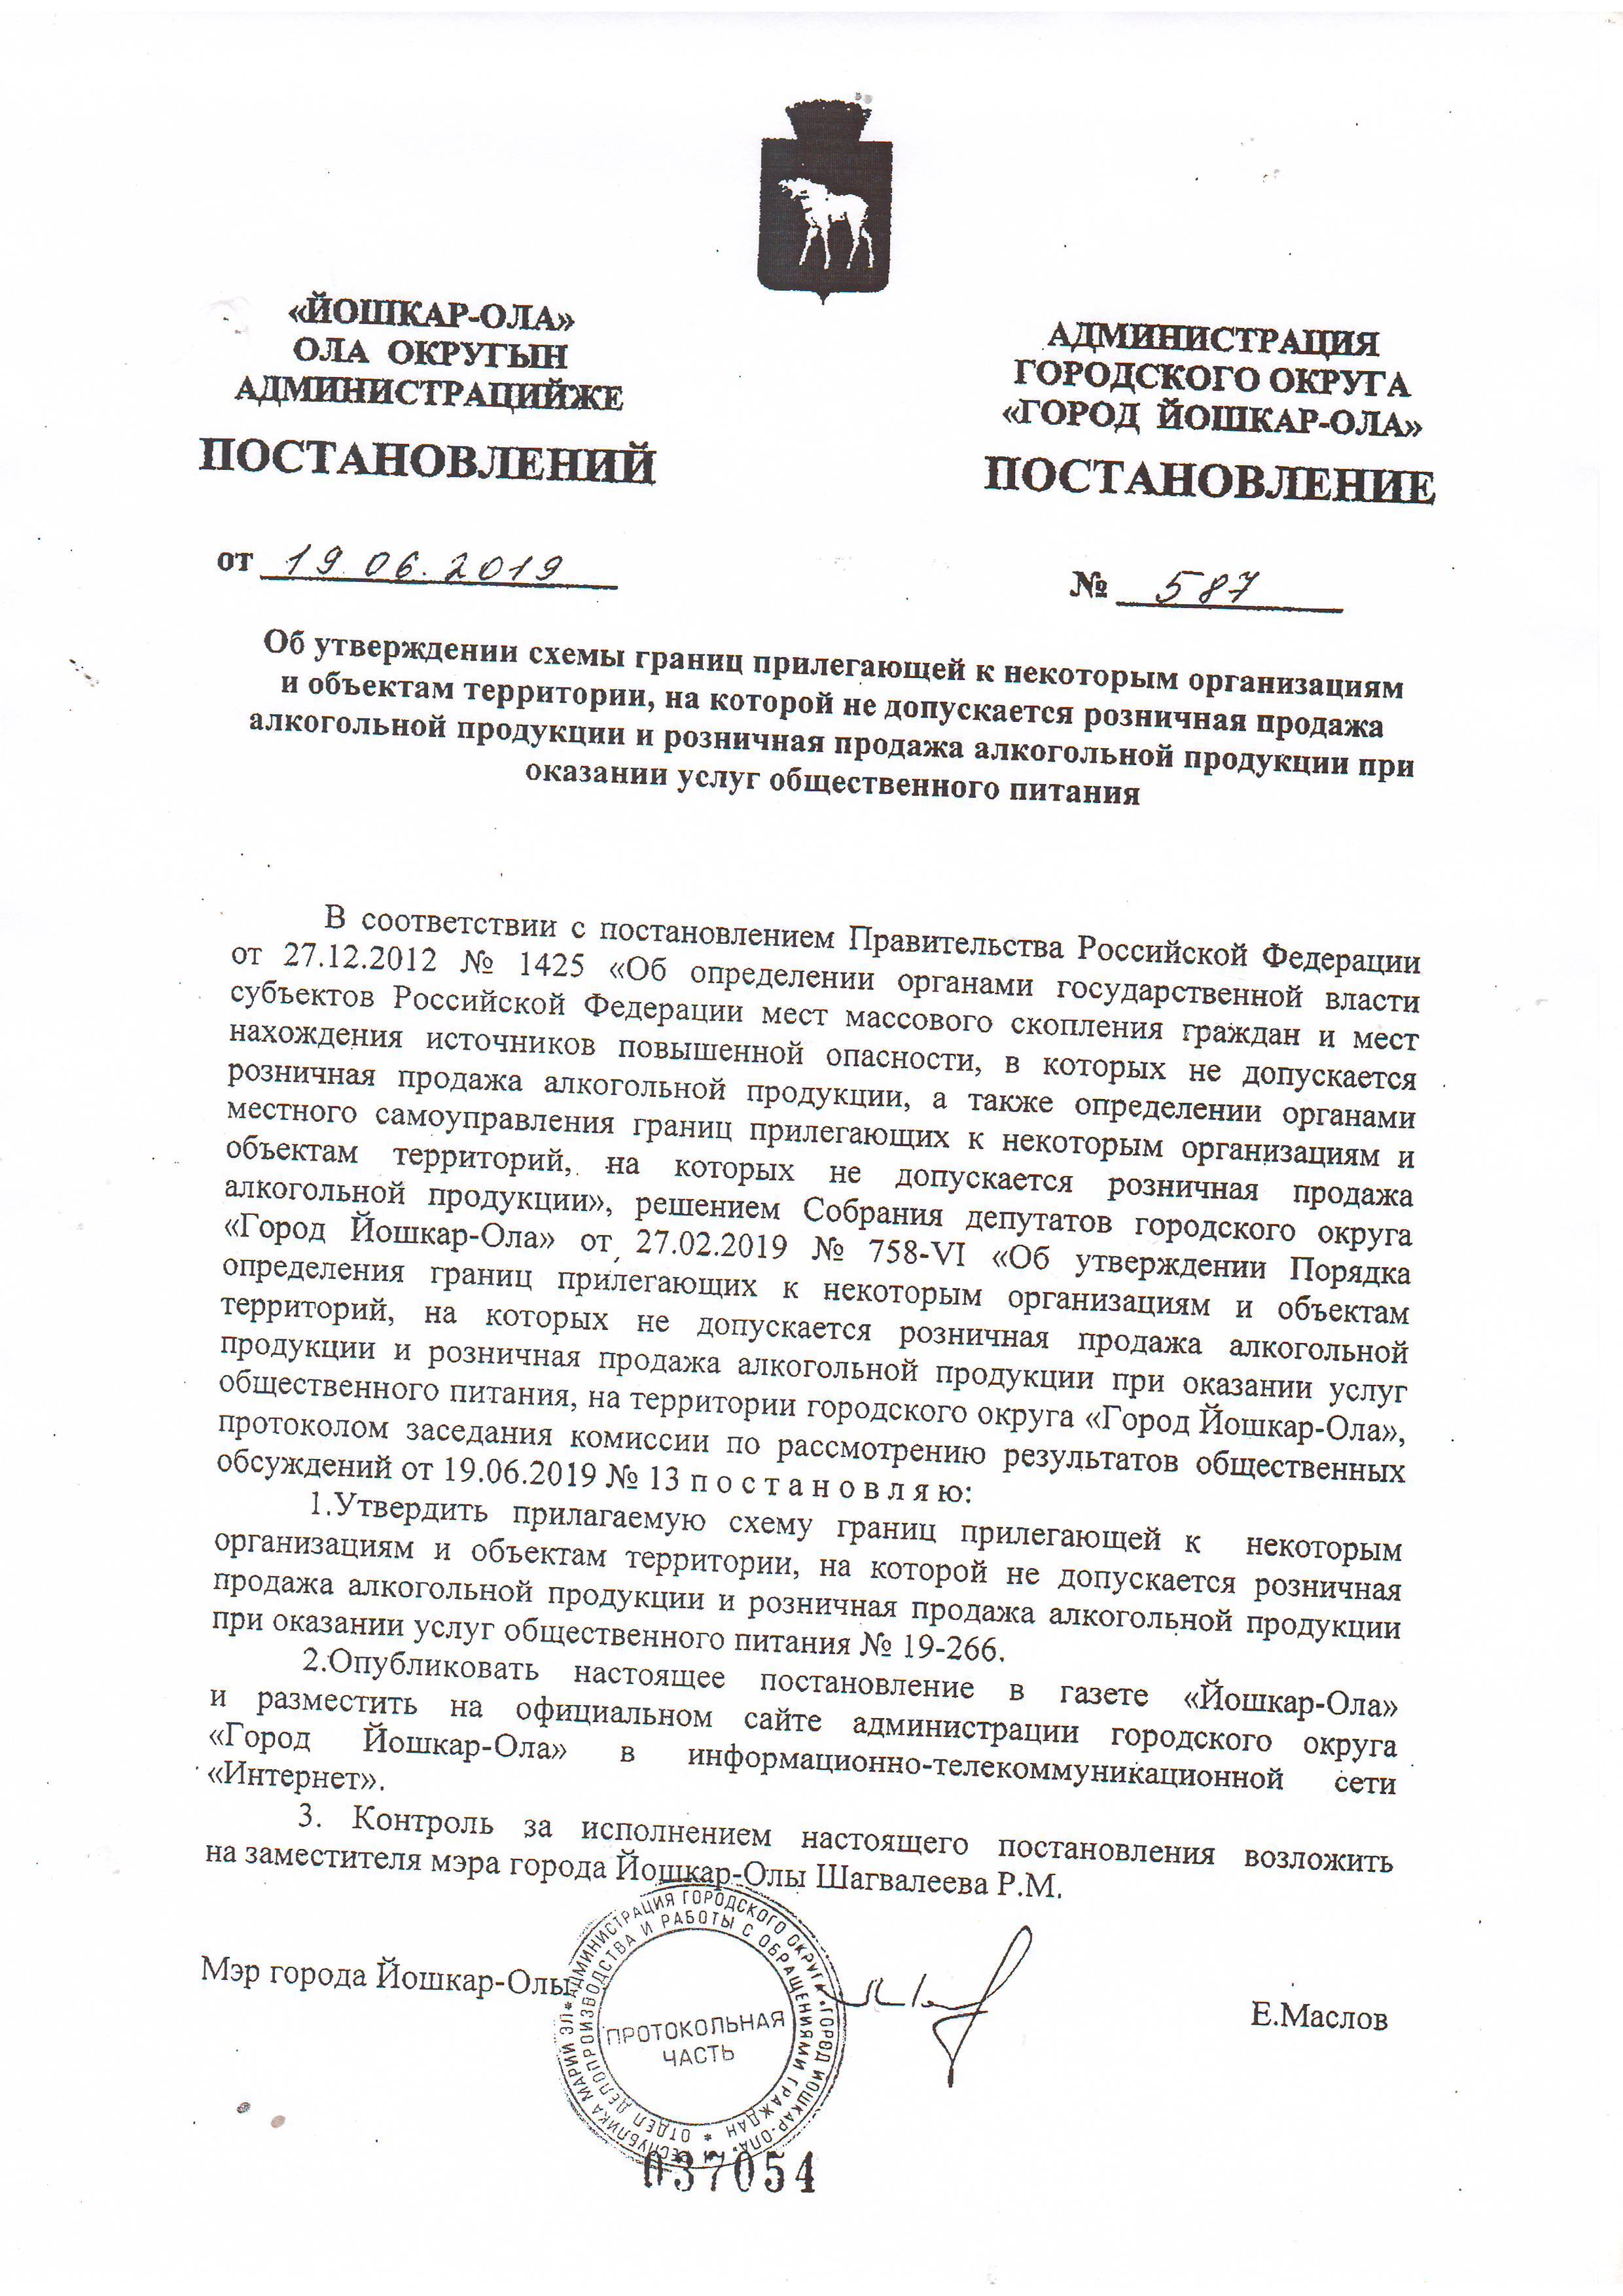 «ЙОШКАР-ОЛА»
ОЛА ОКРУГЫН
АДМИНИСТРАЦИЙЖЕ
ПОСТАНОВЛЕНИЙ
АДМИНИСТРАЦИЯ
ГОРОДСКОГО ОКРУГА
«ГОРОД ЙОШКАР-ОЛА»
ПОСТАНОВЛЕНИЕ
от 19.06.2019
№ 587
Об утверждении схемы границ прилегающей к некоторым организациям
и объектам территории, на которой не допускается розничная продажа
алкогольной продукции и розничная продажа алкогольной продукции при
оказании услуг общественного питания
В соответствии с постановлением Правительства Российской Федерации
от 27.12.2012 № 1425 «Об определении органами государственной власти
субъектов Российской Федерации мест массового скопления граждан и мест
нахождения источников повышенной опасности, в которых не допускается
розничная продажа алкогольной продукции, а также определении органами
местного самоуправления границ прилегающих к некоторым организациям и
объектам территорий, на которых не допускается розничная продажа
алкогольной продукции», решением Собрания депутатов городского округа
«Город Йошкар-Ола» от 27.02.2019 № 758-VI «Об утверждении Порядка
определения границ прилегающих к некоторым организациям и объектам
территорий, на которых не допускается розничная продажа алкогольной
продукции и розничная продажа алкогольной продукции при оказании услуг
общественного питания, на территории городского округа «Город Йошкар-Ола»,
протоколом заседания комиссии по рассмотрению результатов общественных
обсуждений от 19.06.2019 № 13 п о с т а н о в л я ю:
1.Утвердить прилагаемую схему границ прилегающей к некоторым
организациям и объектам территории, на которой не допускается розничная
продажа алкогольной продукции и розничная продажа алкогольной продукции
при оказании услуг общественного питания № 19-266.
2.Опубликовать настоящее постановление в газете «Йошкар-Ола»
и разместить на официальном сайте администрации городского округа
«Город Йошкар-Ола» в информационно-телекоммуникационной сети
«Интернет».
3. Контроль за исполнением настоящего постановления возложить
на заместителя мэра города Йошкар-Олы Шагвалеева Р.М.
Мэр города Йошкар-Олы
Е.Маслов
АДМИНИСТРАЦИЯ ГОРОДСКОГО ОКРУГА «ГОРОД ЙОШКАР-ОЛА» * РЕСПУБЛИКА МАРИЙ ЭЛ *
ОТДЕЛ ДЕЛОПРОИЗВОДСТВА И РАБОТЫ С ОБРАЩЕНИЯМИ ГРАЖДАН *
ПРОТОКОЛЬНАЯ
ЧАСТЬ
037054